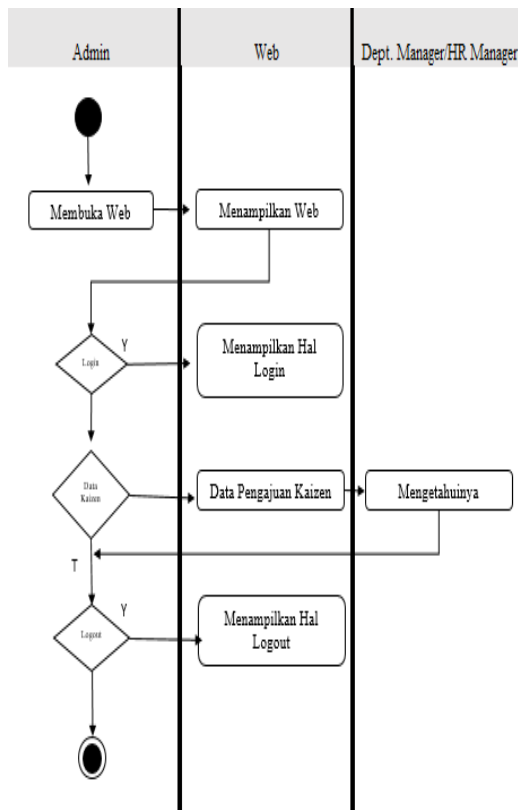 Admin
Web
Dept. Manager/HR Manager
Membuka Web
Menampilkan Web
Login
Y
Menampilkan Hal
Login
Data
Kaizen
Data Pengajuan Kaizen
Mengetahuinya
T
Logout
Y
Menampilkan Hal
Logout